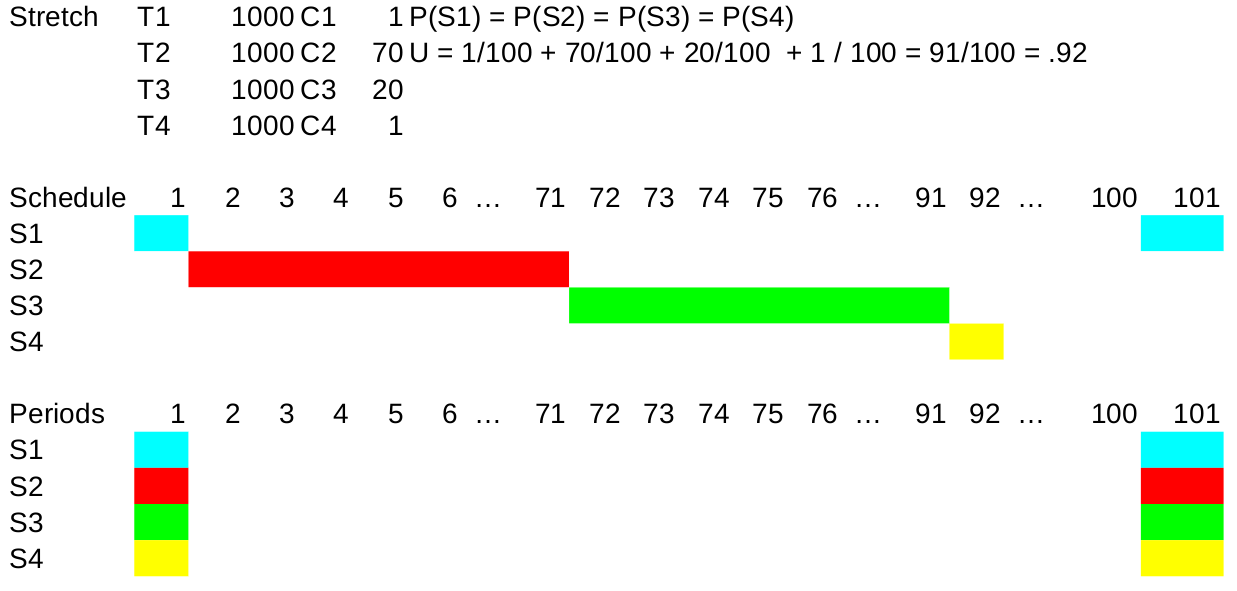 Stretch T1 1000 C1 1 P(S1) = P(S2) = P(S3) = P(S4)
T2 1000 C2 70 U = 1/100 + 70/100 + 20/100 + 1 / 100 = 91/100 = .92
T3 1000 C3 20
T4 1000 C4 1
Schedule 1 2 3 4 5 6 ... 71 72 73 74 75 76 ... 91 92 ... 100 101
S1
S2
S3
S4
Periods 1 2 3 4 5 6 ... 71 72 73 74 75 76 ... 91 92 ... 100 101
S1
S2
S3
S4